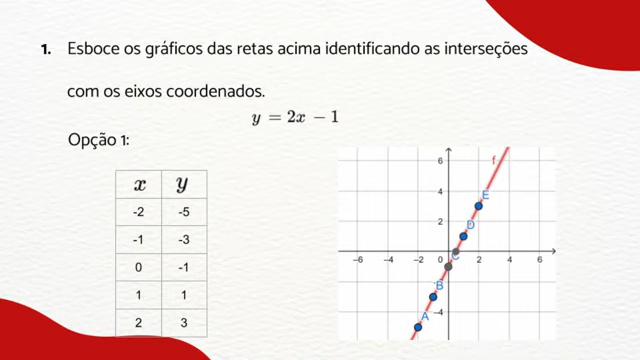 1. Esboce os gráficos das retas acima identificando as interseções
com os eixos coordenados.
y = 2x − 1
Opção 1:
x y
-2 -5
-1 -3
0 -1
1 1
2 3
f
6
4
2
−6 −4 −2 0 2 4 6
−4
E
D
C
B
A